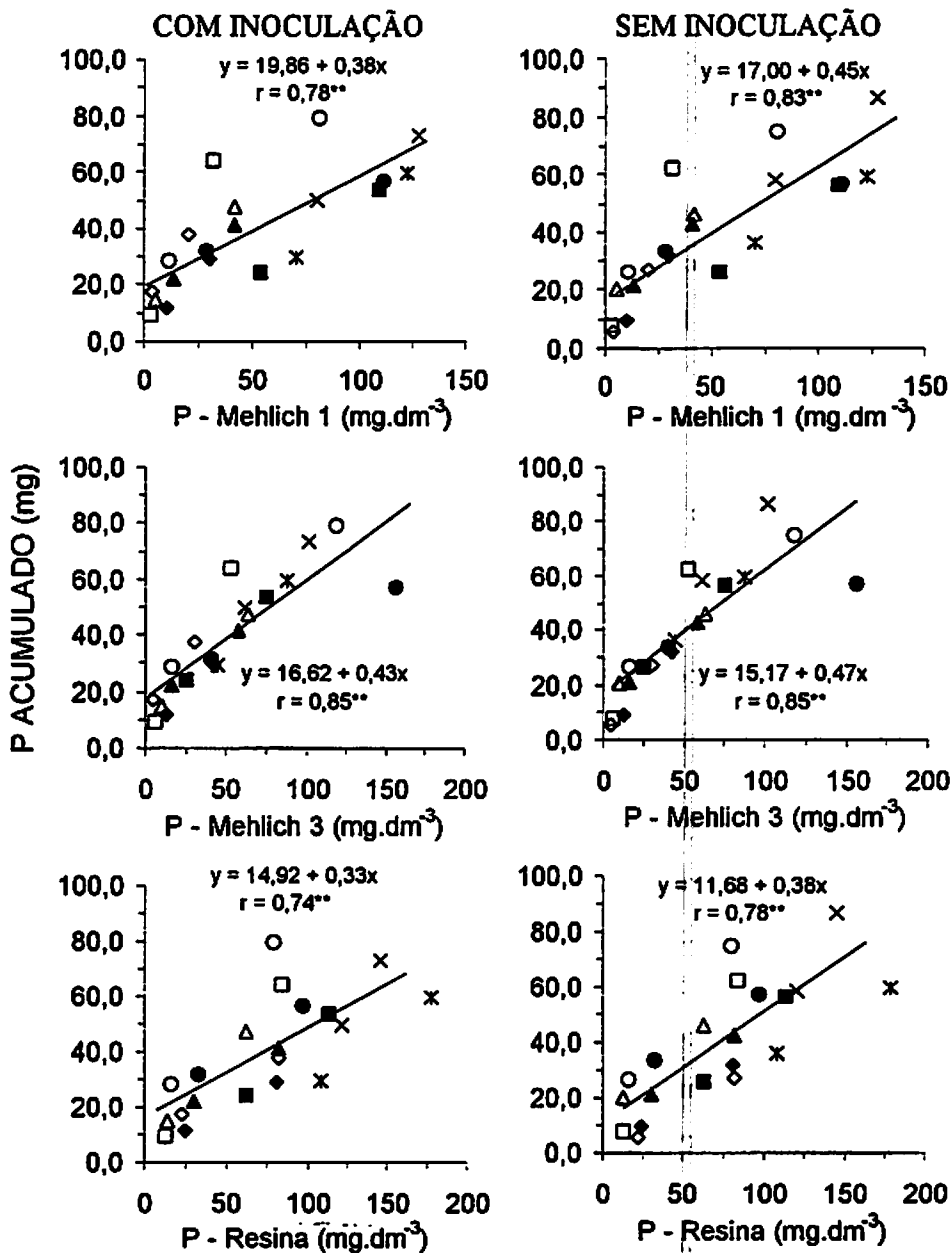 COM INOCULAÇÃO
SEM INOCULAÇÃO
P ACUMULADO (mg)
100,0
80,0
60,0
40,0
20,0
0,0
y = 19,86 + 0,38x
r = 0,78**
0 50 100 150
P - Mehlich 1 (mg.dm⁻³)
100,0
80,0
60,0
40,0
20,0
0,0
y = 17,00 + 0,45x
r = 0,83**
0 50 100 150
P - Mehlich 1 (mg.dm⁻³)
100,0
80,0
60,0
40,0
20,0
0,0
y = 16,62 + 0,43x
r = 0,85**
0 50 100 150 200
P - Mehlich 3 (mg.dm⁻³)
100,0
80,0
60,0
40,0
20,0
0,0
y = 15,17 + 0,47x
r = 0,85**
0 50 100 150 200
P - Mehlich 3 (mg.dm⁻³)
100,0
80,0
60,0
40,0
20,0
0,0
y = 14,92 + 0,33x
r = 0,74**
0 50 100 150 200
P - Resina (mg.dm⁻³)
100,0
80,0
60,0
40,0
20,0
0,0
y = 11,68 + 0,38x
r = 0,78**
0 50 100 150 200
P - Resina (mg.dm⁻³)